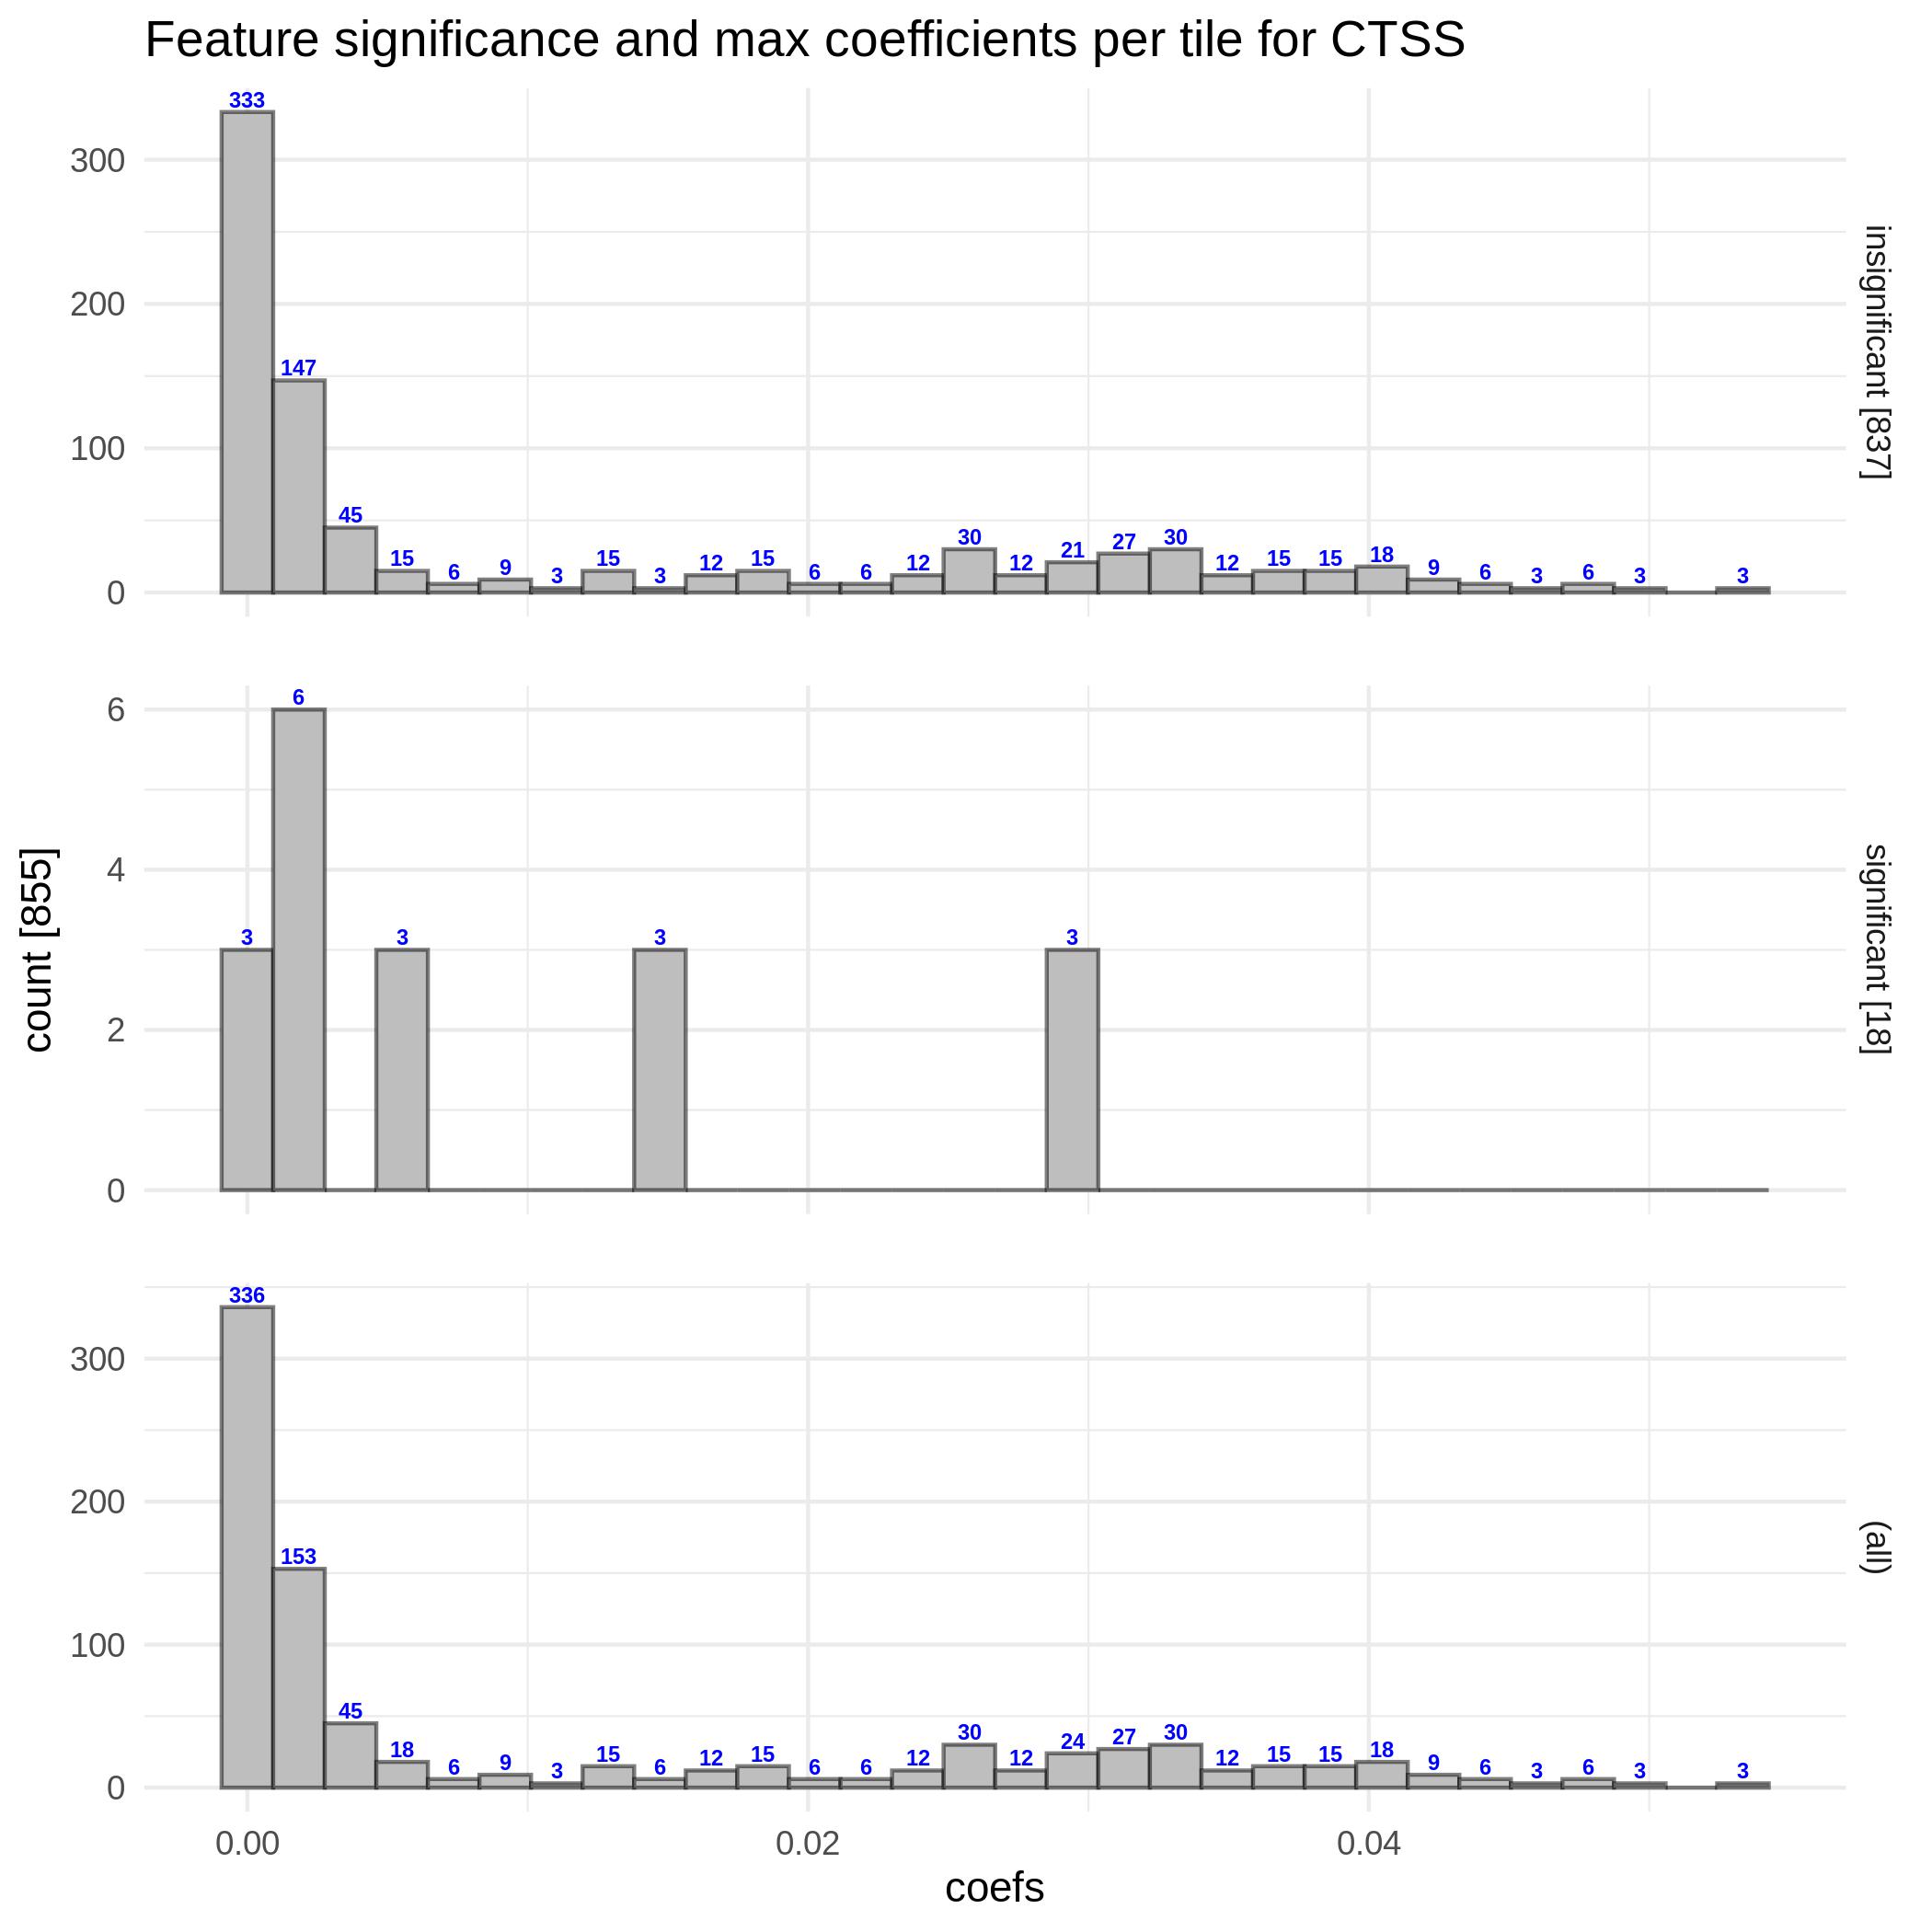 Feature significance and max coefficients per tile for CTSS
333
300
200
147
100
45
15 6 9 3 15 3 12 15 6 6 12 30 12 21 27 30 12 15 15 18 9 6 3 6 3 3
0
insignificant [837]
6
6
4
3 3 3 3
2
0
significant [18]
count [855]
336
300
200
153
100
45
18 6 9 3 15 6 12 15 6 6 12 30 12 24 27 30 12 15 15 18 9 6 3 6 3 3
0
(all)
0.00 0.02 0.04
coefs